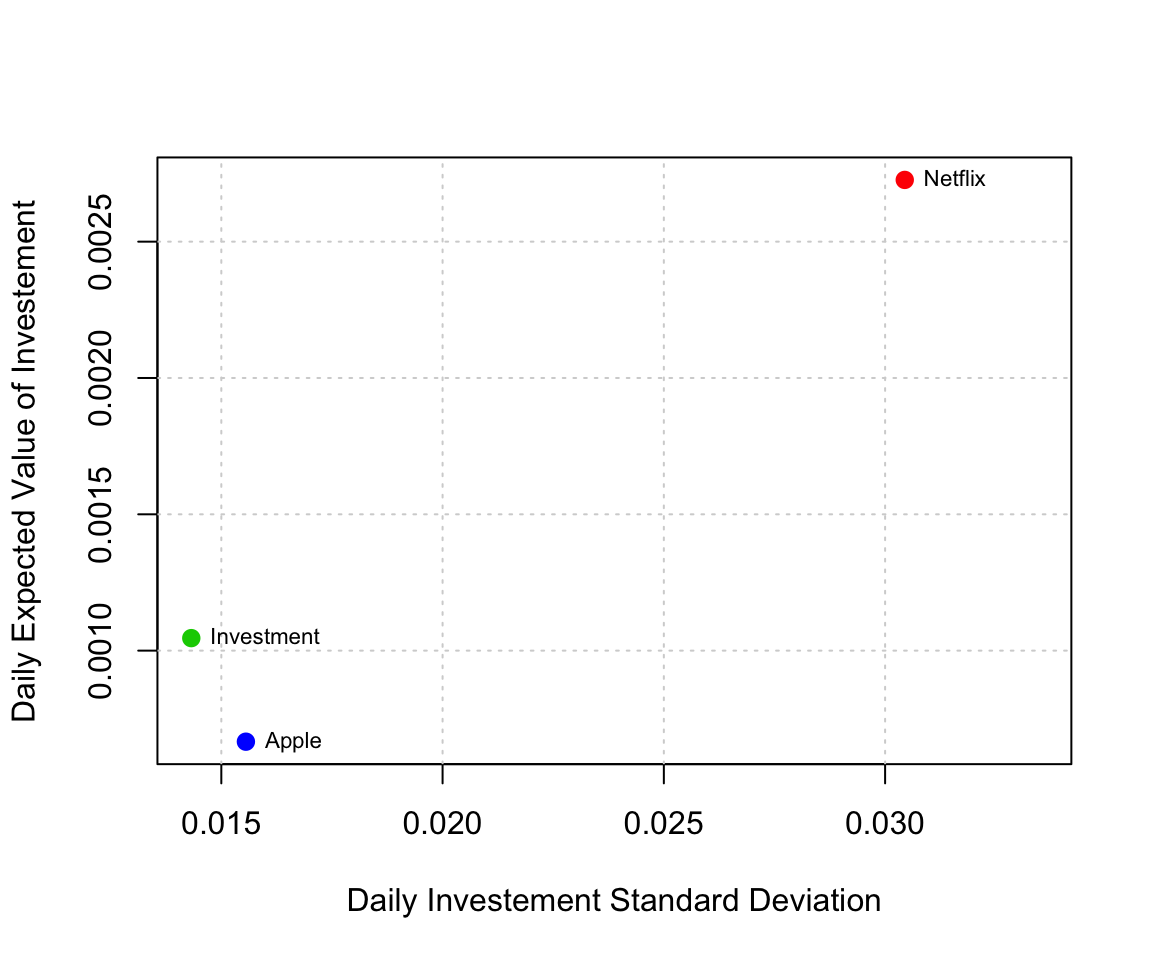 Daily Expected Value of Investement
0.0025
0.0020
0.0015
0.0010
Netflix
Investment
Apple
0.015 0.020 0.025 0.030
Daily Investement Standard Deviation